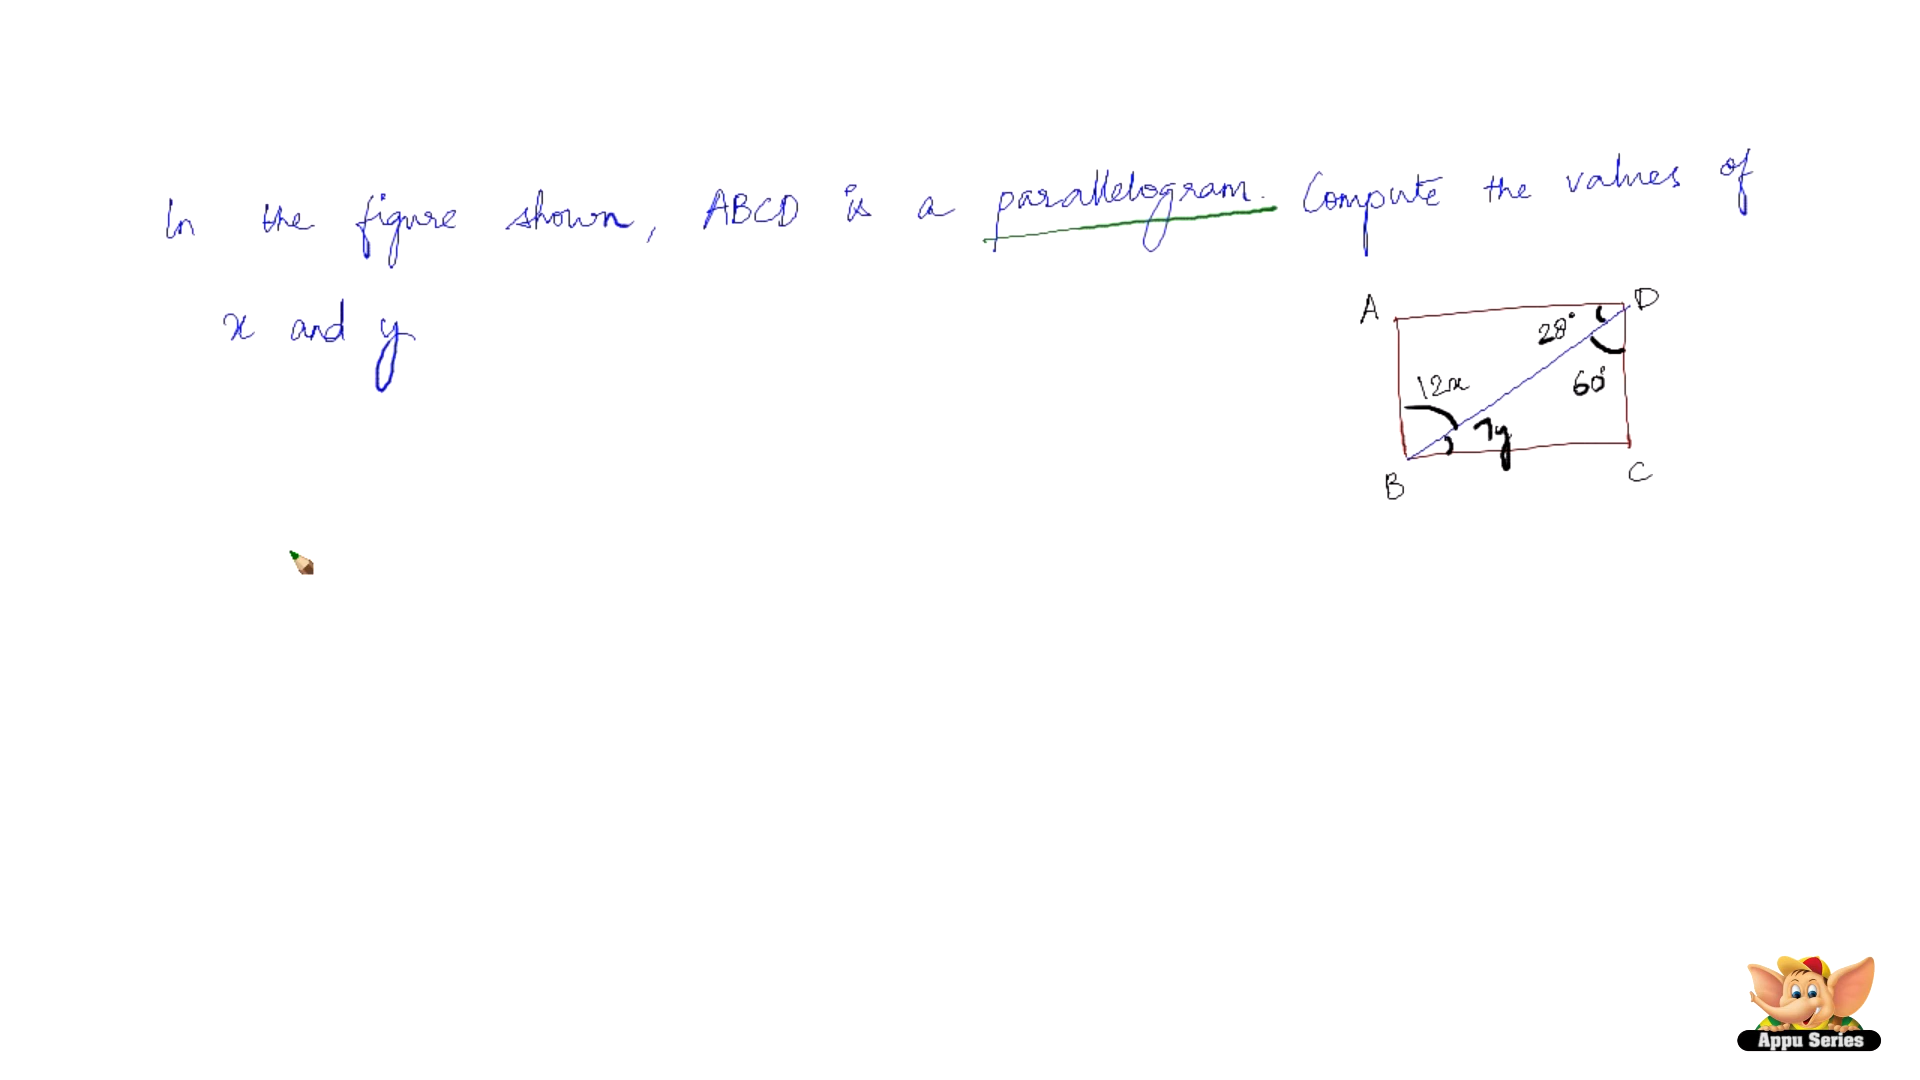 In the figure shown, ABCD is a parallelogram. Compute the values of
x and y
A
D
28°
12x
60°
7y
B
C
Appu Series